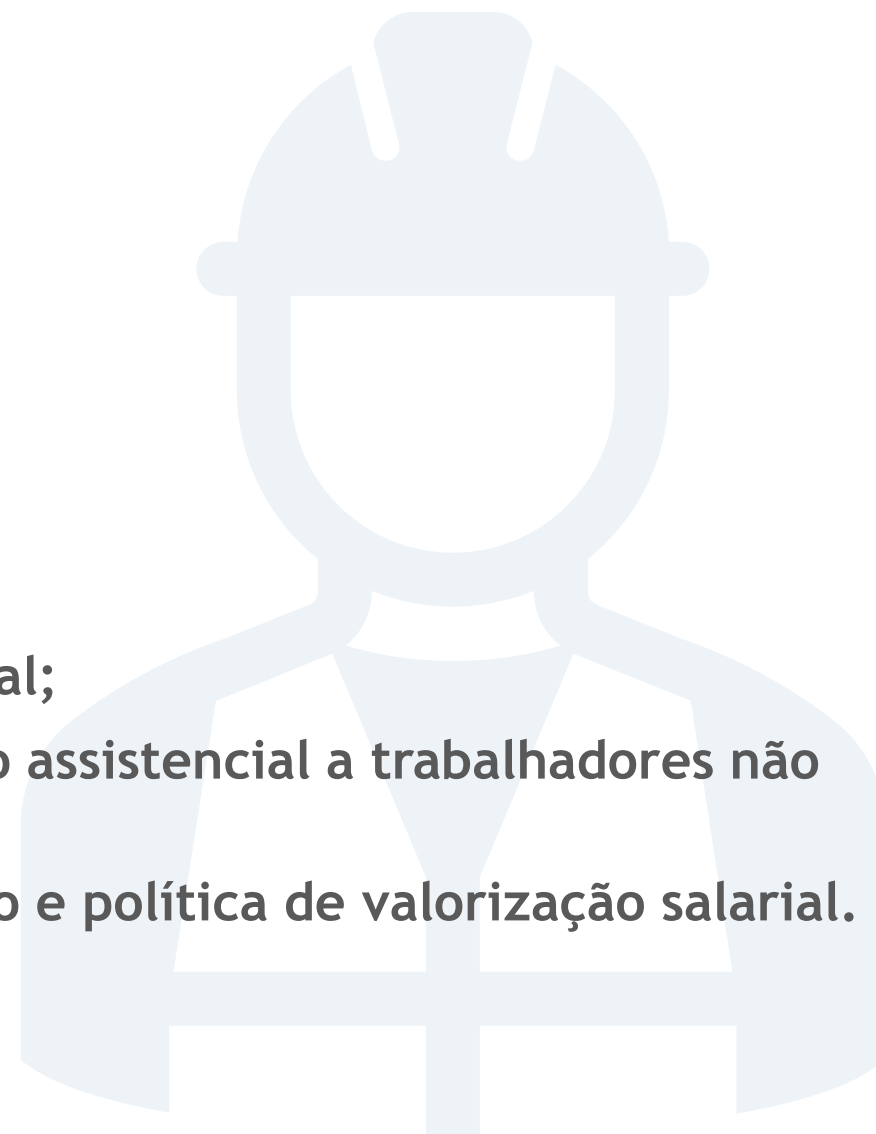 al;
o assistencial a trabalhadores não
o e política de valorização salarial.